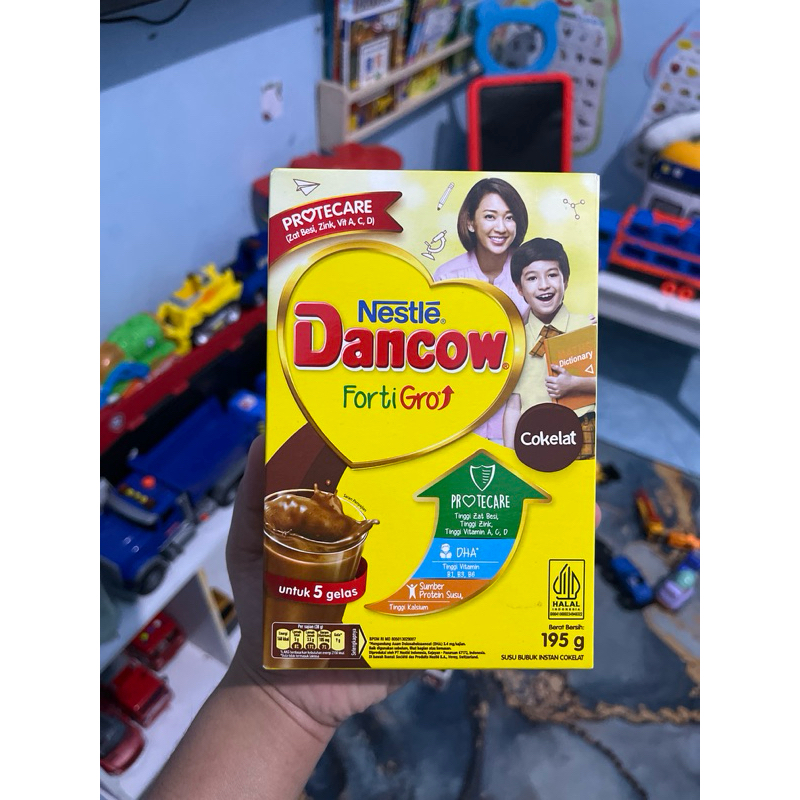 PROTECARE
(Zat Besi, Zink, Vit A, C, D)
Nestlé
Dancow
FortiGro
Dictionary
Cokelat
PROTECARE
Tinggi Zat Besi,
Tinggi Zink,
Tinggi Vitamin A, C, D
DHA*
Tinggi Vitamin
B1, B3, B6
Sumber
Protein Susu,
Tinggi Kalsium
untuk 5 gelas
HALAL
INDONESIA
Berat Bersih:
195 g
Selengkapnya
SUSU BUBUK INSTAN COKELAT